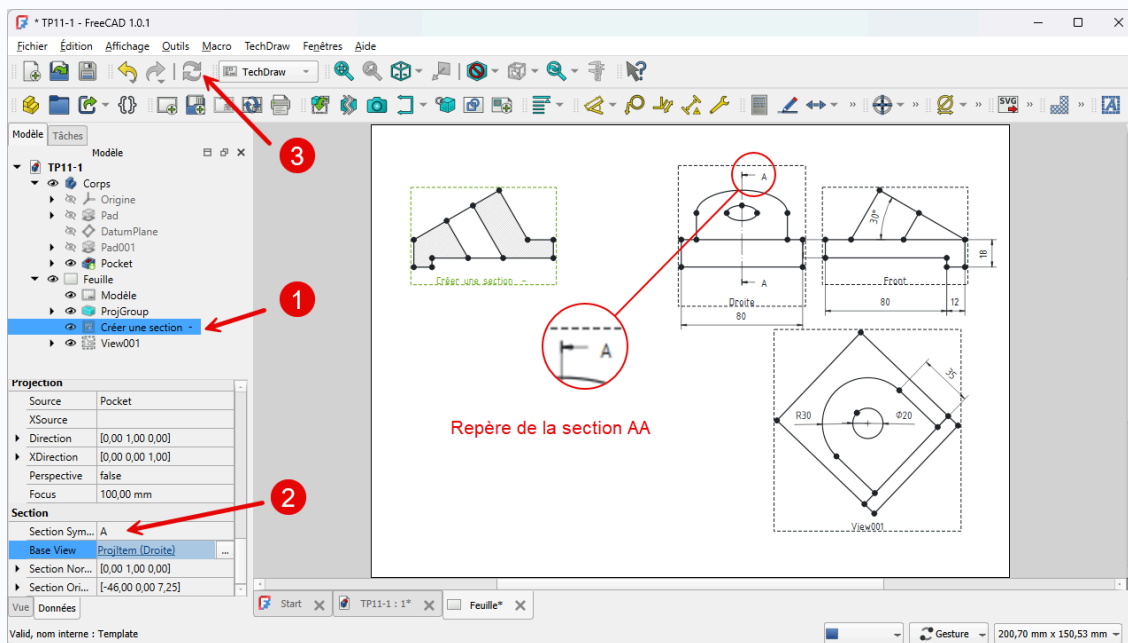 * TP11-1 - FreeCAD 1.0.1
Fichier Édition Affichage Outils Macro TechDraw Fenêtres Aide
TechDraw
» » » SVG » » A
Modèle Tâches
Modèle
TP11-1
Corps
Origine
Pad
DatumPlane
Pad001
Pocket
Feuille
Modèle
ProjGroup
Créer une section -
View001
1
2
3
Projection
Source Pocket
XSource
Direction [0,00 1,00 0,00]
XDirection [0,00 0,00 1,00]
Perspective false
Focus 100,00 mm
Section
Section Sym... A
Base View ProjItem (Droite) ...
Section Nor... [0,00 1,00 0,00]
Section Ori... [-46,00 0,00 7,25]
Vue Données
Créer une section -
A
A
Droite
80
30°
18
Front
80 12
A
Repère de la section AA
35
R30 Φ20
View001
Start TP11-1 : 1* Feuille*
Valid, nom interne : Template
Gesture 200,70 mm x 150,53 mm